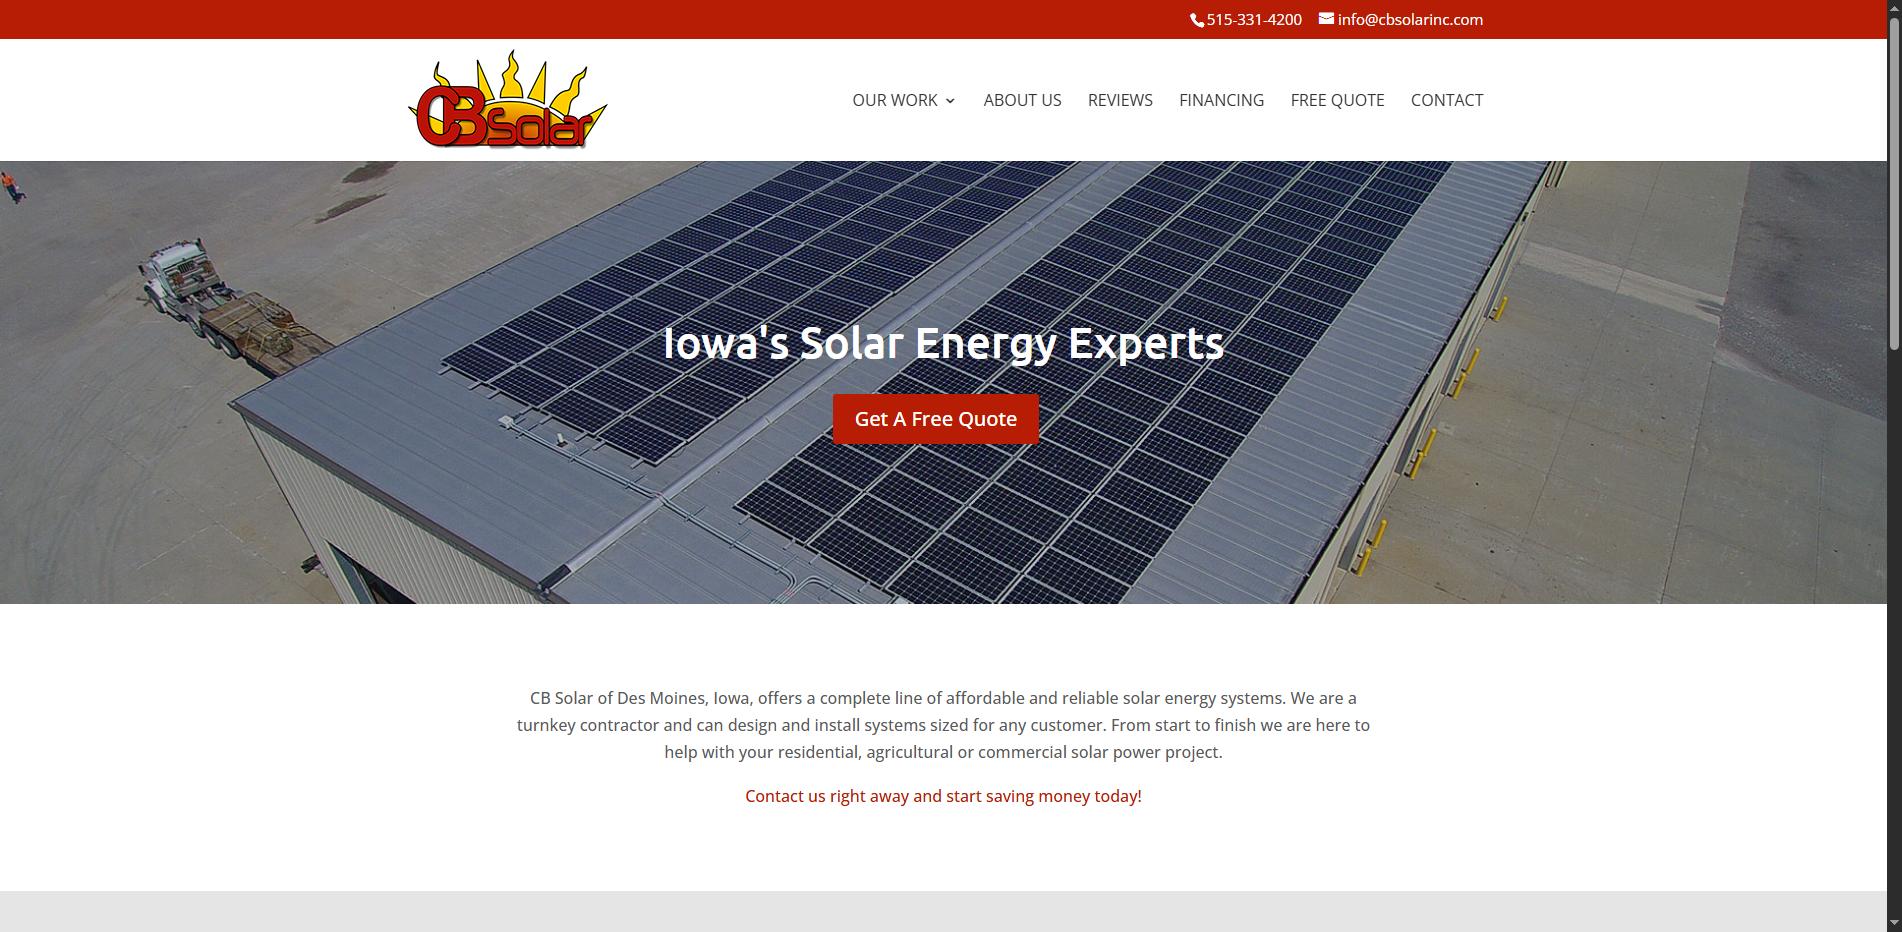 515-331-4200 info@cbsolarinc.com
CB Solar
OUR WORK ABOUT US REVIEWS FINANCING FREE QUOTE CONTACT
Iowa's Solar Energy Experts
Get A Free Quote
CB Solar of Des Moines, Iowa, offers a complete line of affordable and reliable solar energy systems. We are a
turnkey contractor and can design and install systems sized for any customer. From start to finish we are here to
help with your residential, agricultural or commercial solar power project.
Contact us right away and start saving money today!